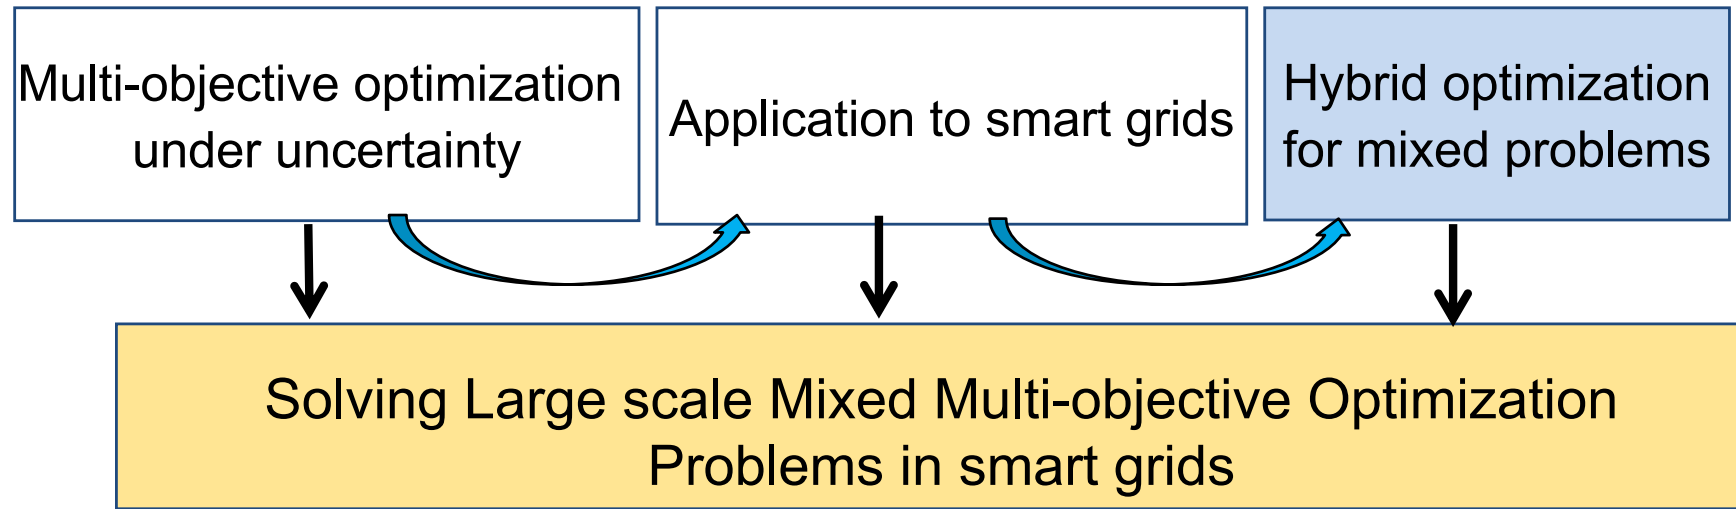 Multi-objective optimization
under uncertainty
Application to smart grids
Hybrid optimization
for mixed problems
Solving Large scale Mixed Multi-objective Optimization
Problems in smart grids